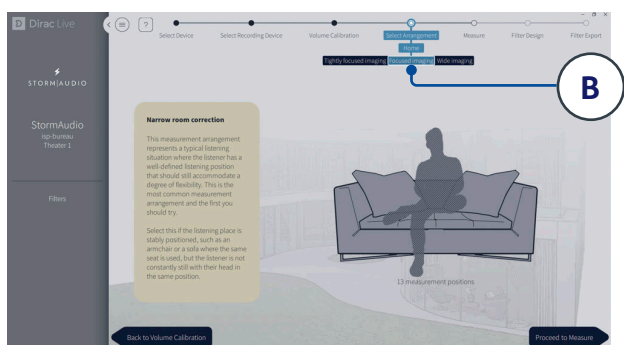 D Dirac Live
?
Select Device
Select Recording Device
Volume Calibration
Select Arrangement
Measure
Filter Design
Filter Export
Home
Tightly focused imaging
Focused imaging
Wide imaging
B
STORM|AUDIO
StormAudio
isp-bureau
Theater 1
Filters
Narrow room correction
This measurement arrangement
represents a typical listening
situation where the listener has a
well-defined listening position
that should still accommodate a
degree of flexibility. This is the
most common measurement
arrangement and the first you
should try.
Select this if the listening place is
stably positioned, such as an
armchair or a sofa where the same
seat is used, but the listener is not
constantly still with their head in
the same position.
13 measurement positions
Back to Volume Calibration
Proceed to Measure